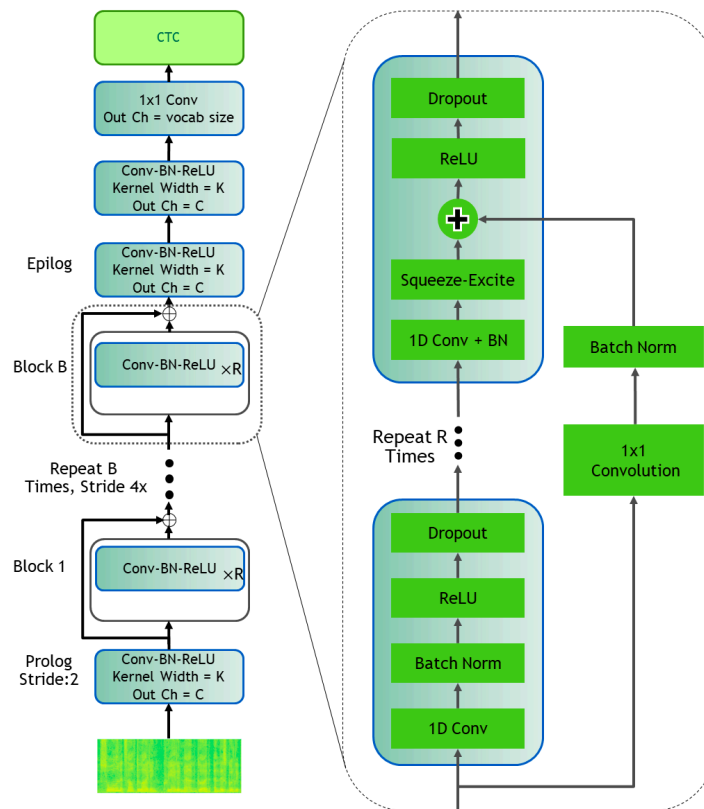 CTC
1x1 Conv
Out Ch = vocab size
Conv-BN-ReLU
Kernel Width = K
Out Ch = C
Epilog
Conv-BN-ReLU
Kernel Width = K
Out Ch = C
Block B
Conv-BN-ReLU ×R
Repeat B
Times, Stride 4x
Block 1
Conv-BN-ReLU ×R
Prolog
Stride:2
Conv-BN-ReLU
Kernel Width = K
Out Ch = C
Dropout
ReLU
+
Squeeze-Excite
1D Conv + BN
Batch Norm
1x1
Convolution
Repeat R
Times
Dropout
ReLU
Batch Norm
1D Conv